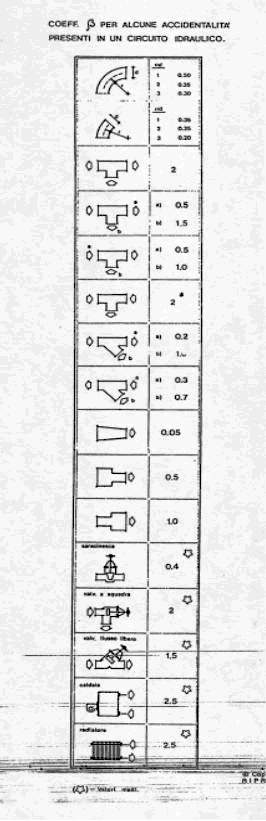 COEFF. β PER ALCUNE ACCIDENTALITA'
PRESENTI IN UN CIRCUITO IDRAULICO.
1 0.50
2 0.35
3 0.30
1 0.35
2 0.25
3 0.20
2
a) 0.5
b) 1,5
a) 0.5
b) 1,0
2
a) 0.2
b)
a) 0.3
b) 0.7
0.05
0.5
1.0
saracinesca
0.4
valv. a squadra
2
valv. flusso libero
1,5
caldaia
2.5
radiatore
2.5
= Valori medi.
© Cop